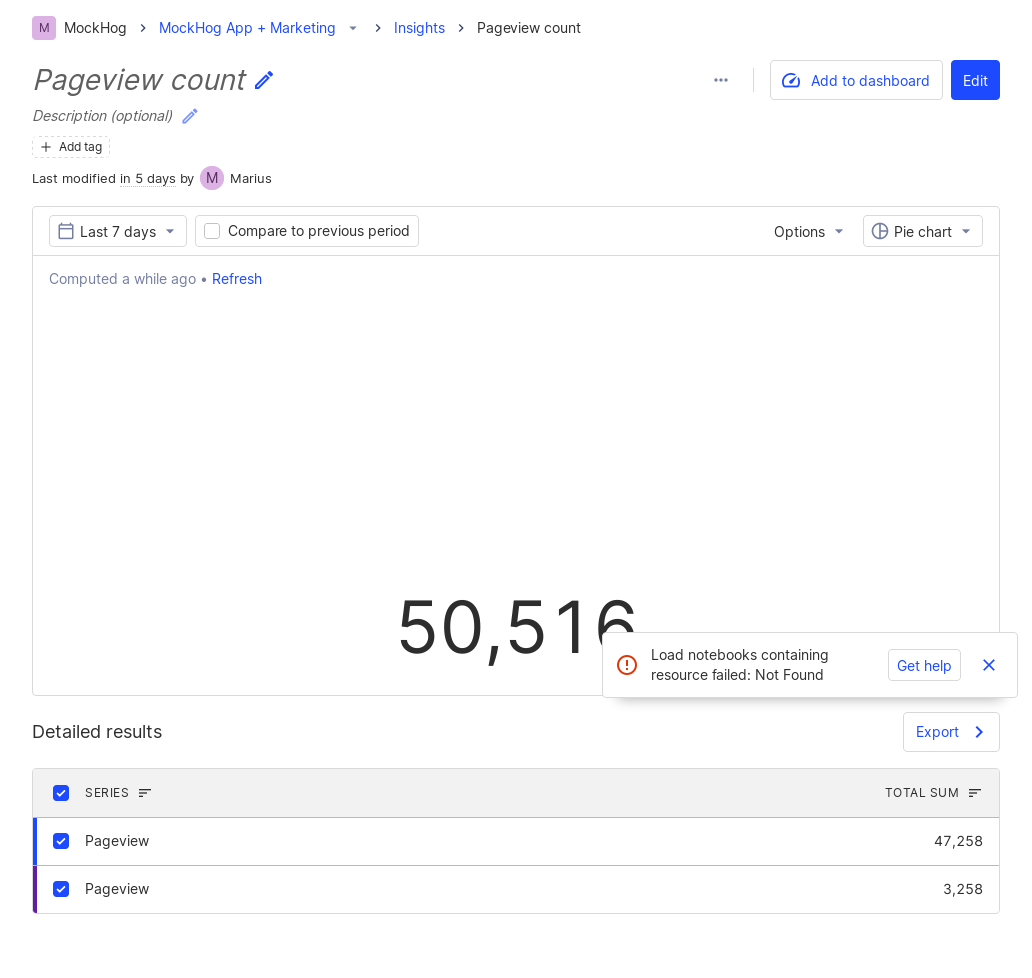 M MockHog MockHog App + Marketing Insights Pageview count
Pageview count
Add to dashboard Edit
Description (optional)
Add tag
Last modified in 5 days by M Marius
Last 7 days Compare to previous period Options Pie chart
Computed a while ago • Refresh
50,516
Load notebooks containing
resource failed: Not Found
Get help
Detailed results Export
SERIES TOTAL SUM
Pageview 47,258
Pageview 3,258